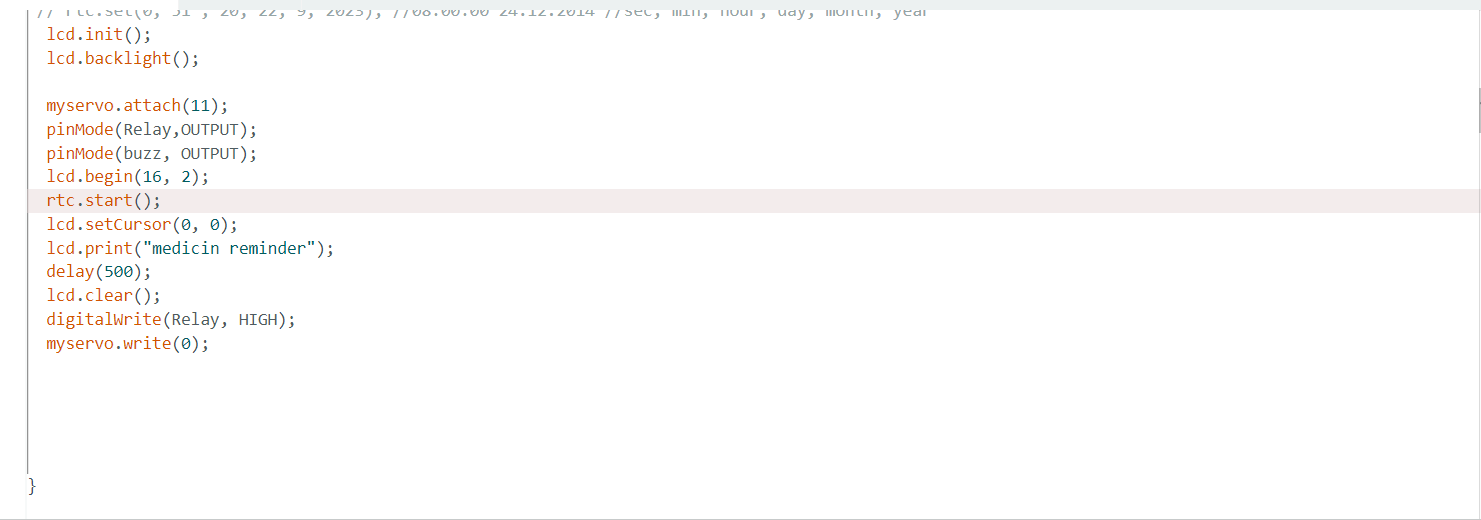 // rtc.set(0, 51 , 20, 22, 9, 2023); //08:00:00 24.12.2014 //sec, min, hour, day, month, year
lcd.init();
lcd.backlight();
myservo.attach(11);
pinMode(Relay,OUTPUT);
pinMode(buzz, OUTPUT);
lcd.begin(16, 2);
rtc.start();
lcd.setCursor(0, 0);
lcd.print("medicin reminder");
delay(500);
lcd.clear();
digitalWrite(Relay, HIGH);
myservo.write(0);
}